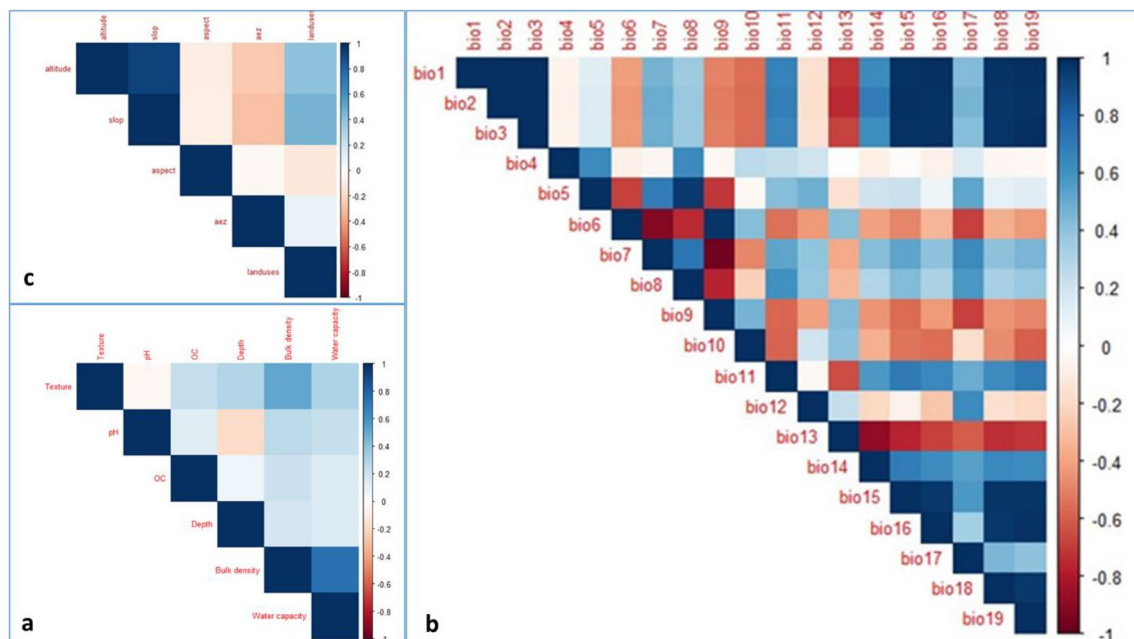 altitude slop aspect aez landuses
altitude
slop
aspect
aez
landuses
1
0.8
0.6
0.4
0.2
0
-0.2
-0.4
-0.6
-0.8
-1
c
Texture pH OC Depth Bulk density Water capacity
Texture
pH
OC
Depth
Bulk density
Water capacity
1
0.8
0.6
0.4
0.2
0
-0.2
-0.4
-0.6
-0.8
-1
a
bio1 bio2 bio3 bio4 bio5 bio6 bio7 bio8 bio9 bio10 bio11 bio12 bio13 bio14 bio15 bio16 bio17 bio18 bio19
bio1
bio2
bio3
bio4
bio5
bio6
bio7
bio8
bio9
bio10
bio11
bio12
bio13
bio14
bio15
bio16
bio17
bio18
bio19
1
0.8
0.6
0.4
0.2
0
-0.2
-0.4
-0.6
-0.8
-1
b